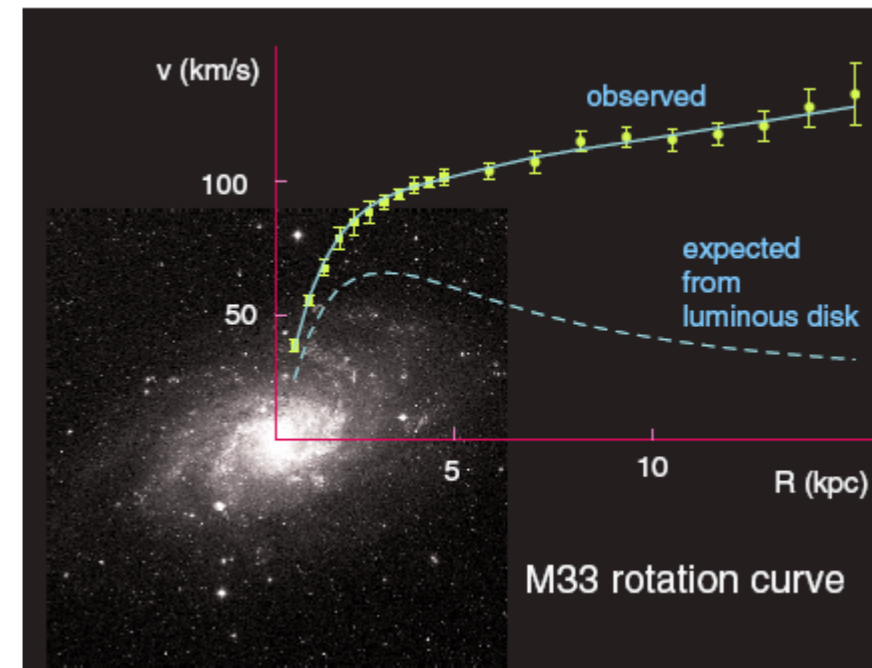 v (km/s)
observed
100
expected
from
luminous disk
50
5
10
R (kpc)
M33 rotation curve